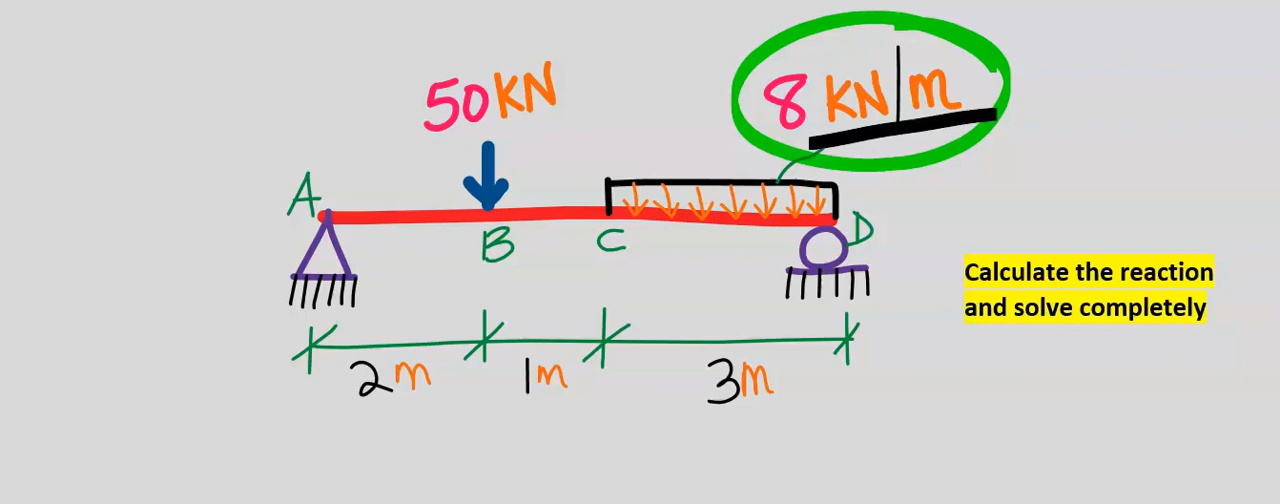 50KN
8 KN|m
A
B
C
D
Calculate the reaction
and solve completely
2m
1m
3m